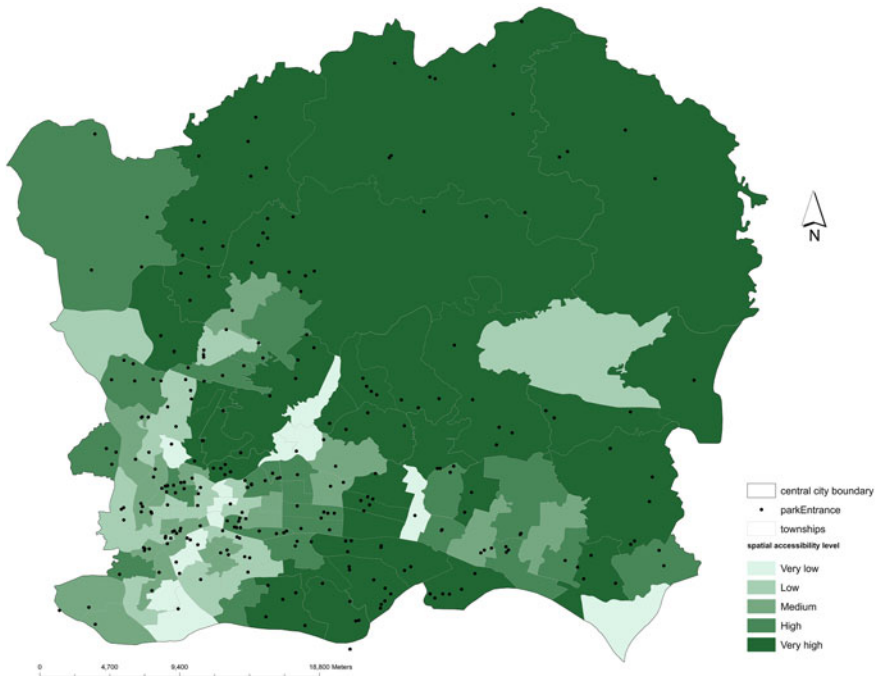 N
central city boundary
parkEntrance
townships
spatial accessibility level
Very low
Low
Medium
High
Very high
0 4,700 9,400 18,800 Meters